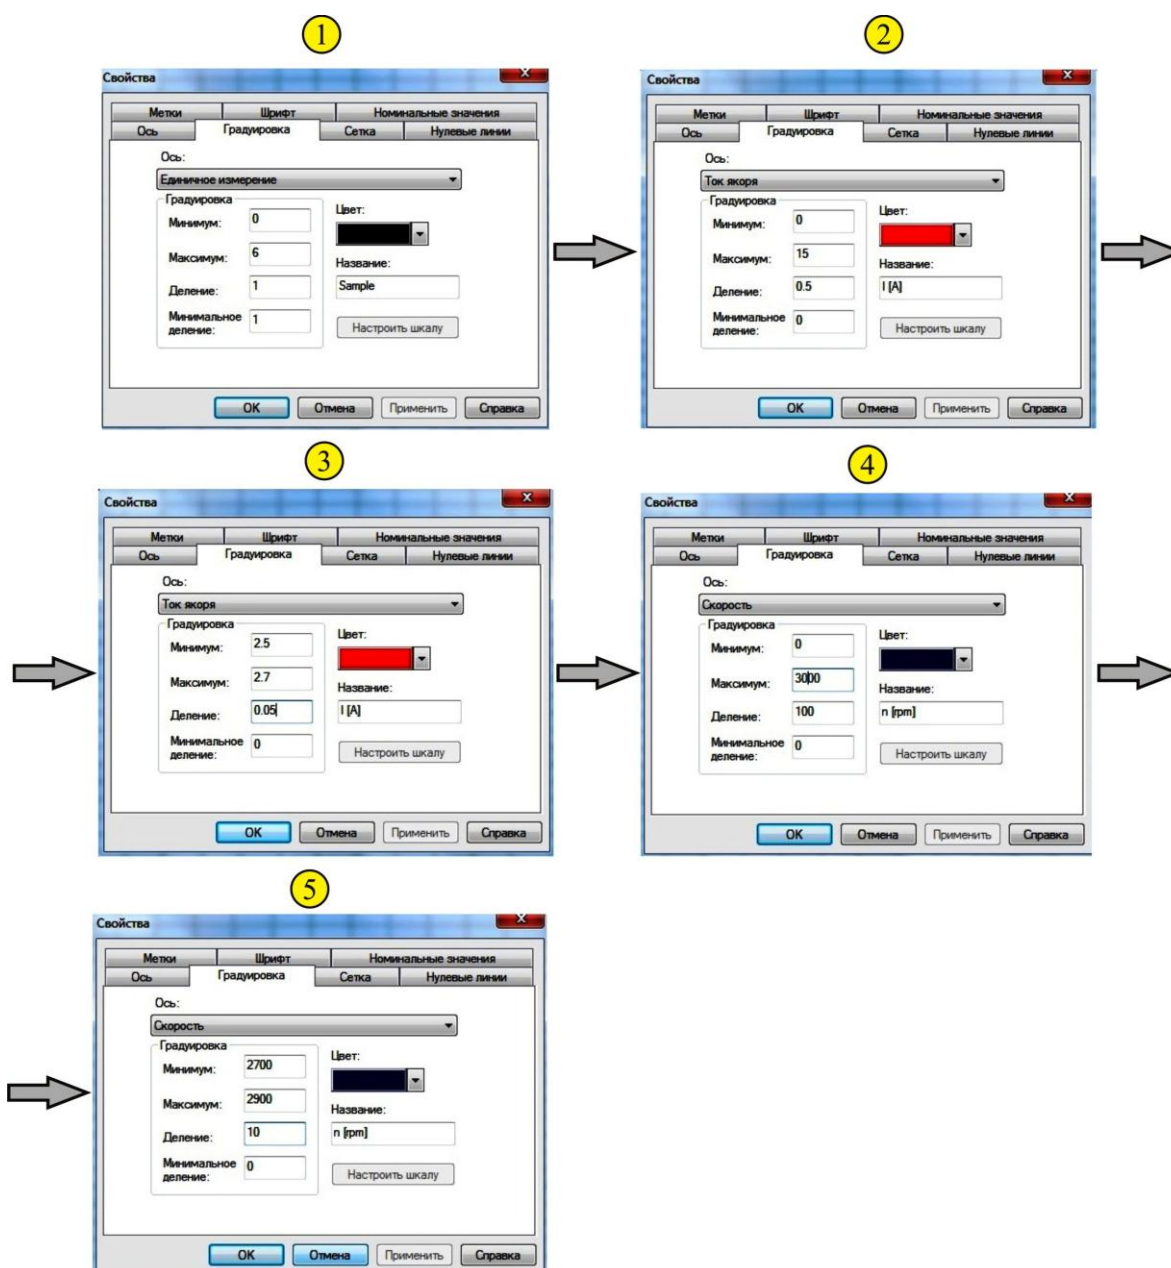 1
Свойства
Метки Шрифт Номинальные значения
Ось Градуировка Сетка Нулевые линии
Ось:
Единичное измерение
Градуировка
Минимум: 0
Цвет:
Максимум: 6
Название:
Деление: 1
Sample
Минимальное деление: 1
Настроить шкалу
OK Отмена Применить Справка
2
Свойства
Метки Шрифт Номинальные значения
Ось Градуировка Сетка Нулевые линии
Ось:
Ток якоря
Градуировка
Минимум: 0
Цвет:
Максимум: 15
Название:
Деление: 0.5
I [A]
Минимальное деление: 0
Настроить шкалу
OK Отмена Применить Справка
3
Свойства
Метки Шрифт Номинальные значения
Ось Градуировка Сетка Нулевые линии
Ось:
Ток якоря
Градуировка
Минимум: 2.5
Цвет:
Максимум: 2.7
Название:
Деление: 0.05
I [A]
Минимальное деление: 0
Настроить шкалу
OK Отмена Применить Справка
4
Свойства
Метки Шрифт Номинальные значения
Ось Градуировка Сетка Нулевые линии
Ось:
Скорость
Градуировка
Минимум: 0
Цвет:
Максимум: 3000
Название:
Деление: 100
n [rpm]
Минимальное деление: 0
Настроить шкалу
OK Отмена Применить Справка
5
Свойства
Метки Шрифт Номинальные значения
Ось Градуировка Сетка Нулевые линии
Ось:
Скорость
Градуировка
Минимум: 2700
Цвет:
Максимум: 2900
Название:
Деление: 10
n [rpm]
Минимальное деление: 0
Настроить шкалу
OK Отмена Применить Справка